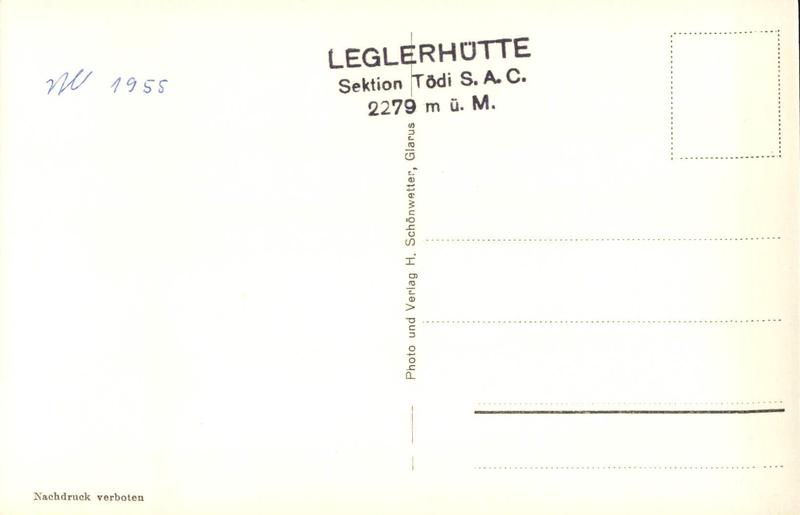 LEGLERHÜTTE
Sektion Tödi S. A. C.
2279 m ü. M.
1955
Photo und Verlag H. Schönwetter, Glarus
Nachdruck verboten